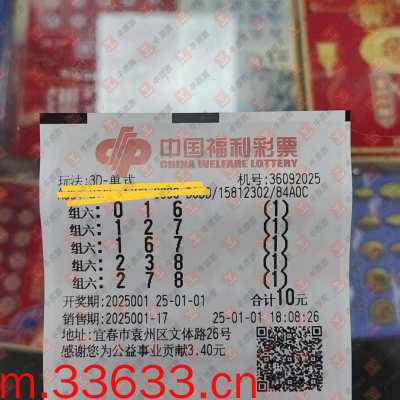 中国福利彩票
CHINA WELFARE LOTTERY
玩法:3D-单式 机号:36092025
/15812302/84A0C
组六: 0 1 6 (1)
组六: 1 2 7 (1)
组六: 1 6 7 (1)
组六: 2 3 8 (1)
组六: 2 7 8 (1)
开奖期:2025001 25-01-01 合计10元
销售期:2025001-17 25-01-01 18:08:26
地址:宜春市袁州区文体路26号
感谢您为公益事业贡献3.40元
m.33633.cn